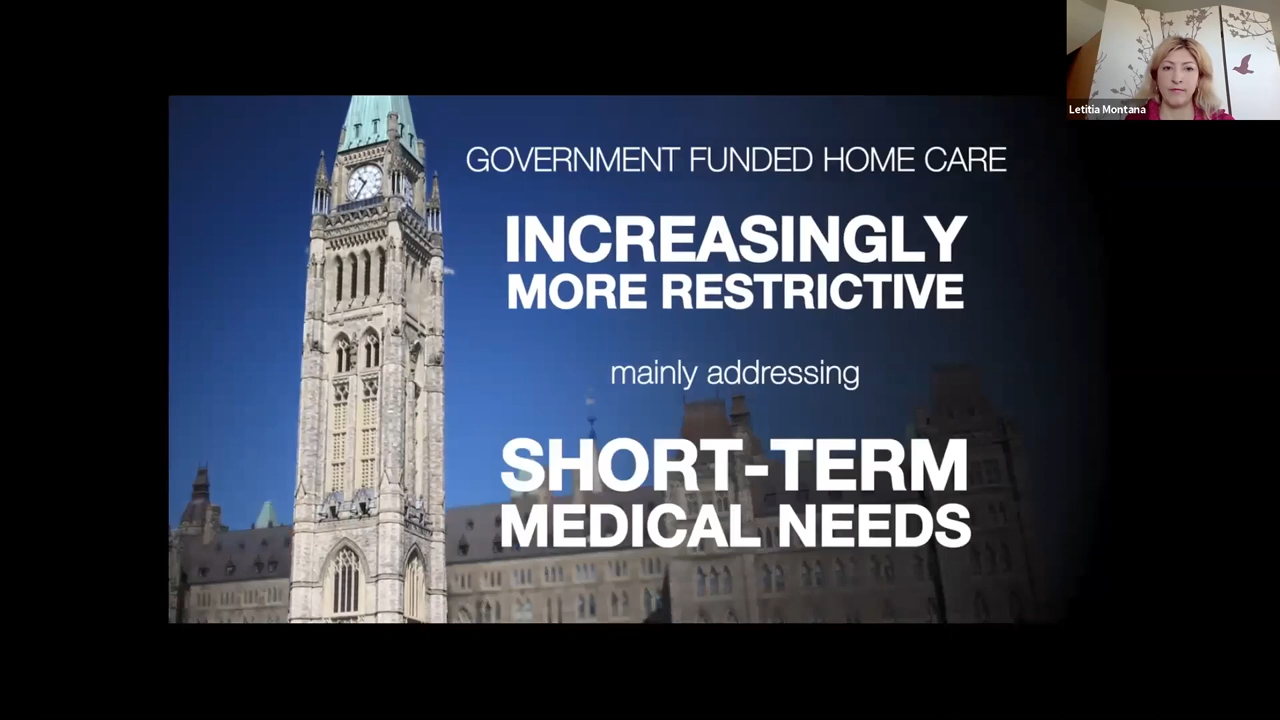 GOVERNMENT FUNDED HOME CARE
INCREASINGLY
MORE RESTRICTIVE
mainly addressing
SHORT-TERM
MEDICAL NEEDS
Letitia Montana